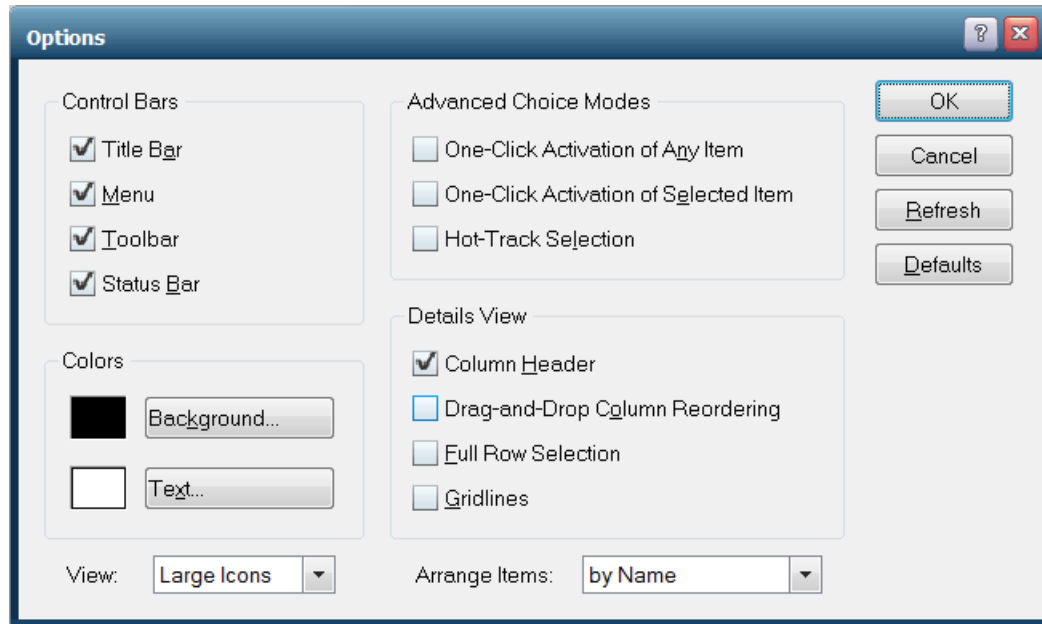 Options
Control Bars
Title Bar
Menu
Toolbar
Status Bar
Colors
Background...
Text...
View: Large Icons
Advanced Choice Modes
One-Click Activation of Any Item
One-Click Activation of Selected Item
Hot-Track Selection
Details View
Column Header
Drag-and-Drop Column Reordering
Full Row Selection
Gridlines
Arrange Items: by Name
OK
Cancel
Refresh
Defaults